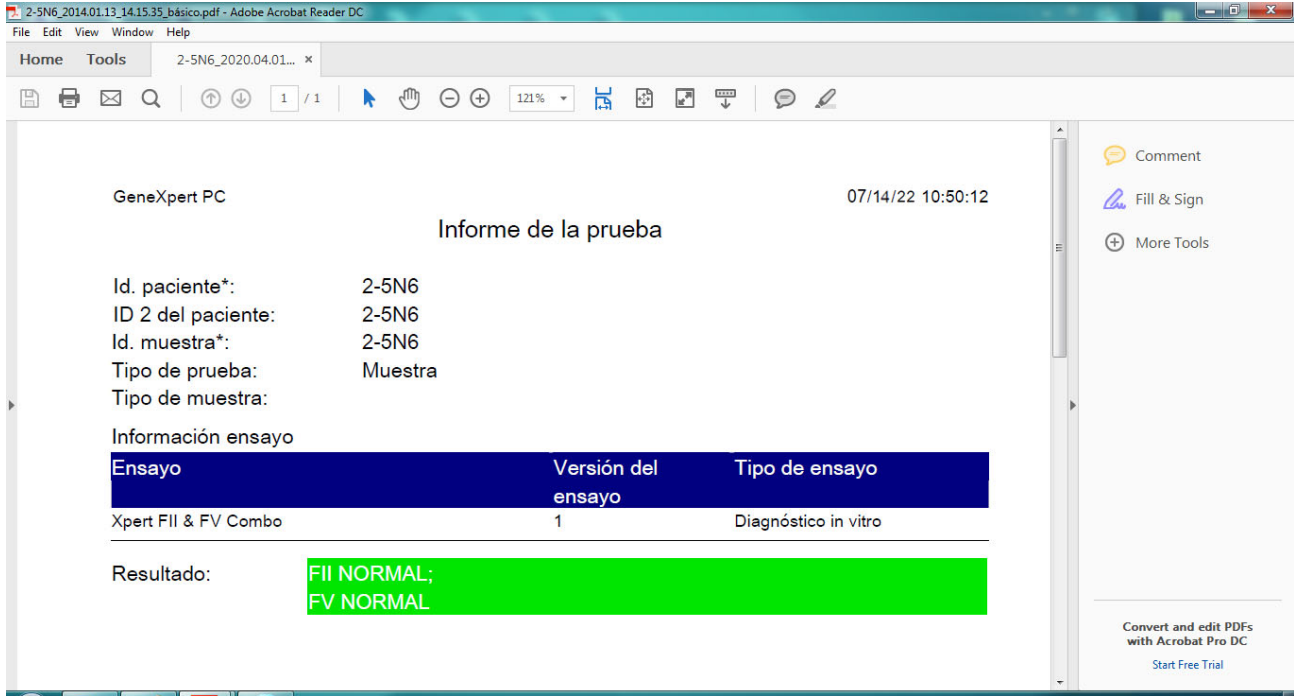 2-5N6_2014.01.13_14.15.35_básico.pdf - Adobe Acrobat Reader DC
File Edit View Window Help
Home Tools 2-5N6_2020.04.01... ×
1 / 1 121%
Comment
Fill & Sign
More Tools
GeneXpert PC 07/14/22 10:50:12
Informe de la prueba
Id. paciente*: 2-5N6
ID 2 del paciente: 2-5N6
Id. muestra*: 2-5N6
Tipo de prueba: Muestra
Tipo de muestra:
Información ensayo
Ensayo Versión del ensayo Tipo de ensayo
Xpert FII & FV Combo 1 Diagnóstico in vitro
Resultado: FII NORMAL;
FV NORMAL
Convert and edit PDFs
with Acrobat Pro DC
Start Free Trial